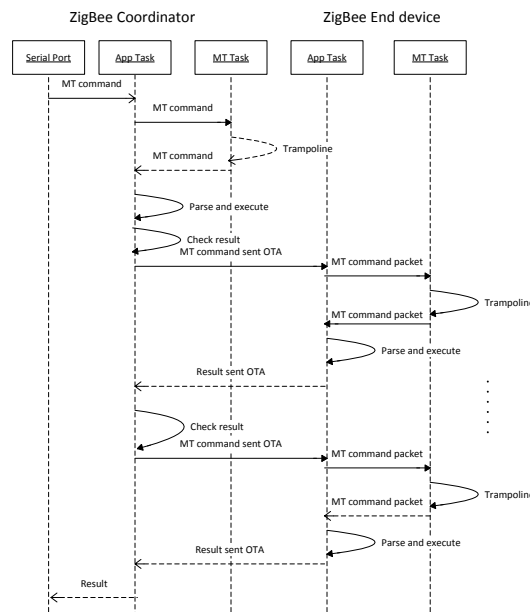 ZigBee Coordinator
ZigBee End device
Serial Port
App Task
MT Task
App Task
MT Task
MT command
MT command
Trampoline
MT command
Parse and execute
Check result
MT command sent OTA
MT command packet
Trampoline
MT command packet
Parse and execute
Result sent OTA
Check result
MT command sent OTA
MT command packet
Trampoline
MT command packet
Parse and execute
Result sent OTA
Result